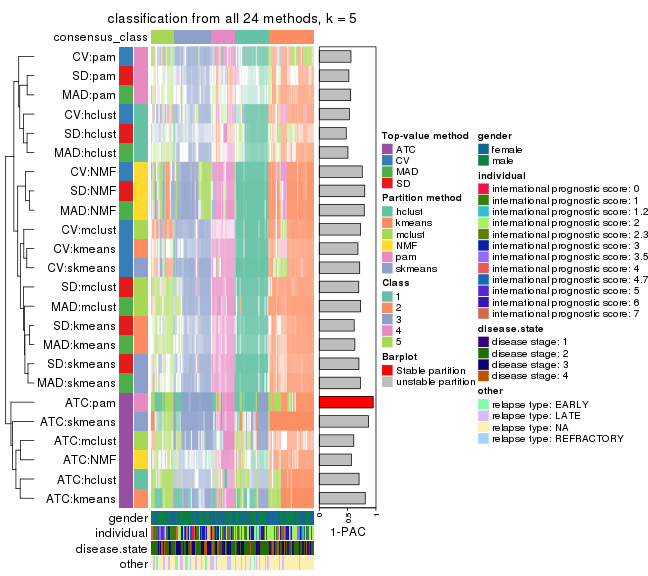 classification from all 24 methods, k = 5
consensus_class
CV:pam
SD:pam
MAD:pam
CV:hclust
SD:hclust
MAD:hclust
CV:NMF
SD:NMF
MAD:NMF
CV:mclust
CV:kmeans
CV:skmeans
SD:mclust
MAD:mclust
SD:kmeans
MAD:kmeans
SD:skmeans
MAD:skmeans
ATC:pam
ATC:skmeans
ATC:mclust
ATC:NMF
ATC:hclust
ATC:kmeans
gender
individual
disease.state
other
0
0.5
1
1-PAC
Top-value method
ATC
CV
MAD
SD
Partition method
hclust
kmeans
mclust
NMF
pam
skmeans
Class
1
2
3
4
5
Barplot
Stable partition
unstable partition
gender
female
male
individual
international prognostic score: 0
international prognostic score: 1
international prognostic score: 1.2
international prognostic score: 2
international prognostic score: 2.3
international prognostic score: 3
international prognostic score: 3.5
international prognostic score: 4
international prognostic score: 4.7
international prognostic score: 5
international prognostic score: 6
international prognostic score: 7
disease.state
disease stage: 1
disease stage: 2
disease stage: 3
disease stage: 4
other
relapse type: EARLY
relapse type: LATE
relapse type: NA
relapse type: REFRACTORY